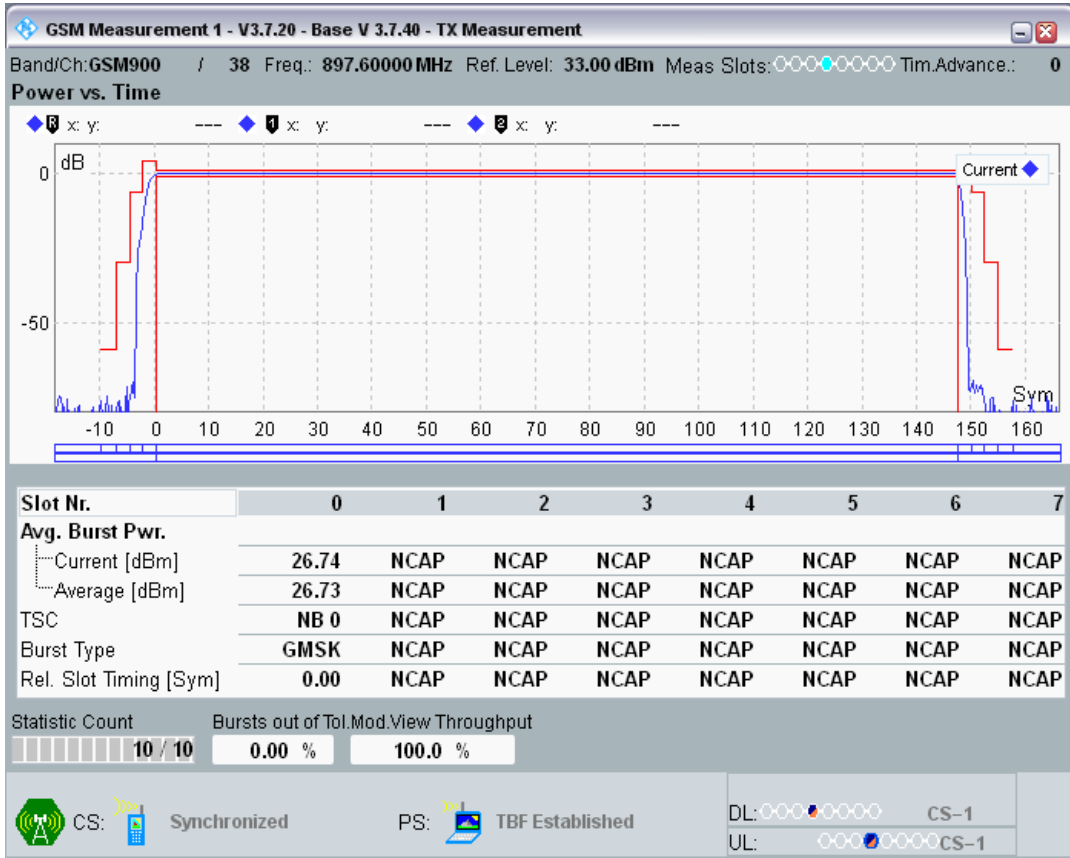 GSM Measurement 1 - V3.7.20 - Base V 3.7.40 - TX Measurement
Band/Ch:GSM900 / 38 Freq.: 897.60000 MHz Ref. Level: 33.00 dBm Meas Slots: Tim.Advance.: 0
Power vs. Time
R x: y: --- 1 x: y: --- 2 x: y: ---
dB
Current
0
-50
Sym
-10 0 10 20 30 40 50 60 70 80 90 100 110 120 130 140 150 160
Slot Nr. 0 1 2 3 4 5 6 7
Avg. Burst Pwr.
Current [dBm] 26.74 NCAP NCAP NCAP NCAP NCAP NCAP NCAP
Average [dBm] 26.73 NCAP NCAP NCAP NCAP NCAP NCAP NCAP
TSC NB 0 NCAP NCAP NCAP NCAP NCAP NCAP NCAP
Burst Type GMSK NCAP NCAP NCAP NCAP NCAP NCAP NCAP
Rel. Slot Timing [Sym] 0.00 NCAP NCAP NCAP NCAP NCAP NCAP NCAP
Statistic Count Bursts out of Tol. Mod.View Throughput
10 / 10 0.00 % 100.0 %
CS: Synchronized PS: TBF Established DL: CS-1
UL: CS-1